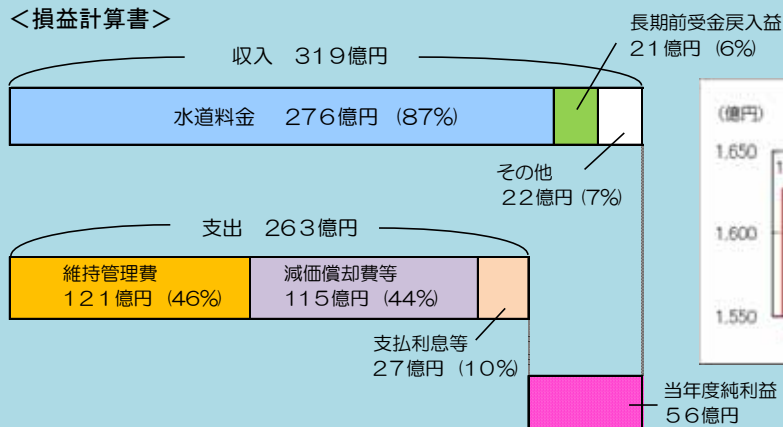 ＜損益計算書＞
長期前受金戻入益
21億円 (6%)
収入　319億円
水道料金　276億円 (87%)
その他
22億円 (7%)
支出　263億円
維持管理費
121億円 (46%)
減価償却費等
115億円 (44%)
支払利息等
27億円 (10%)
当年度純利益
56億円
(億円)
1,650
1,600
1,550